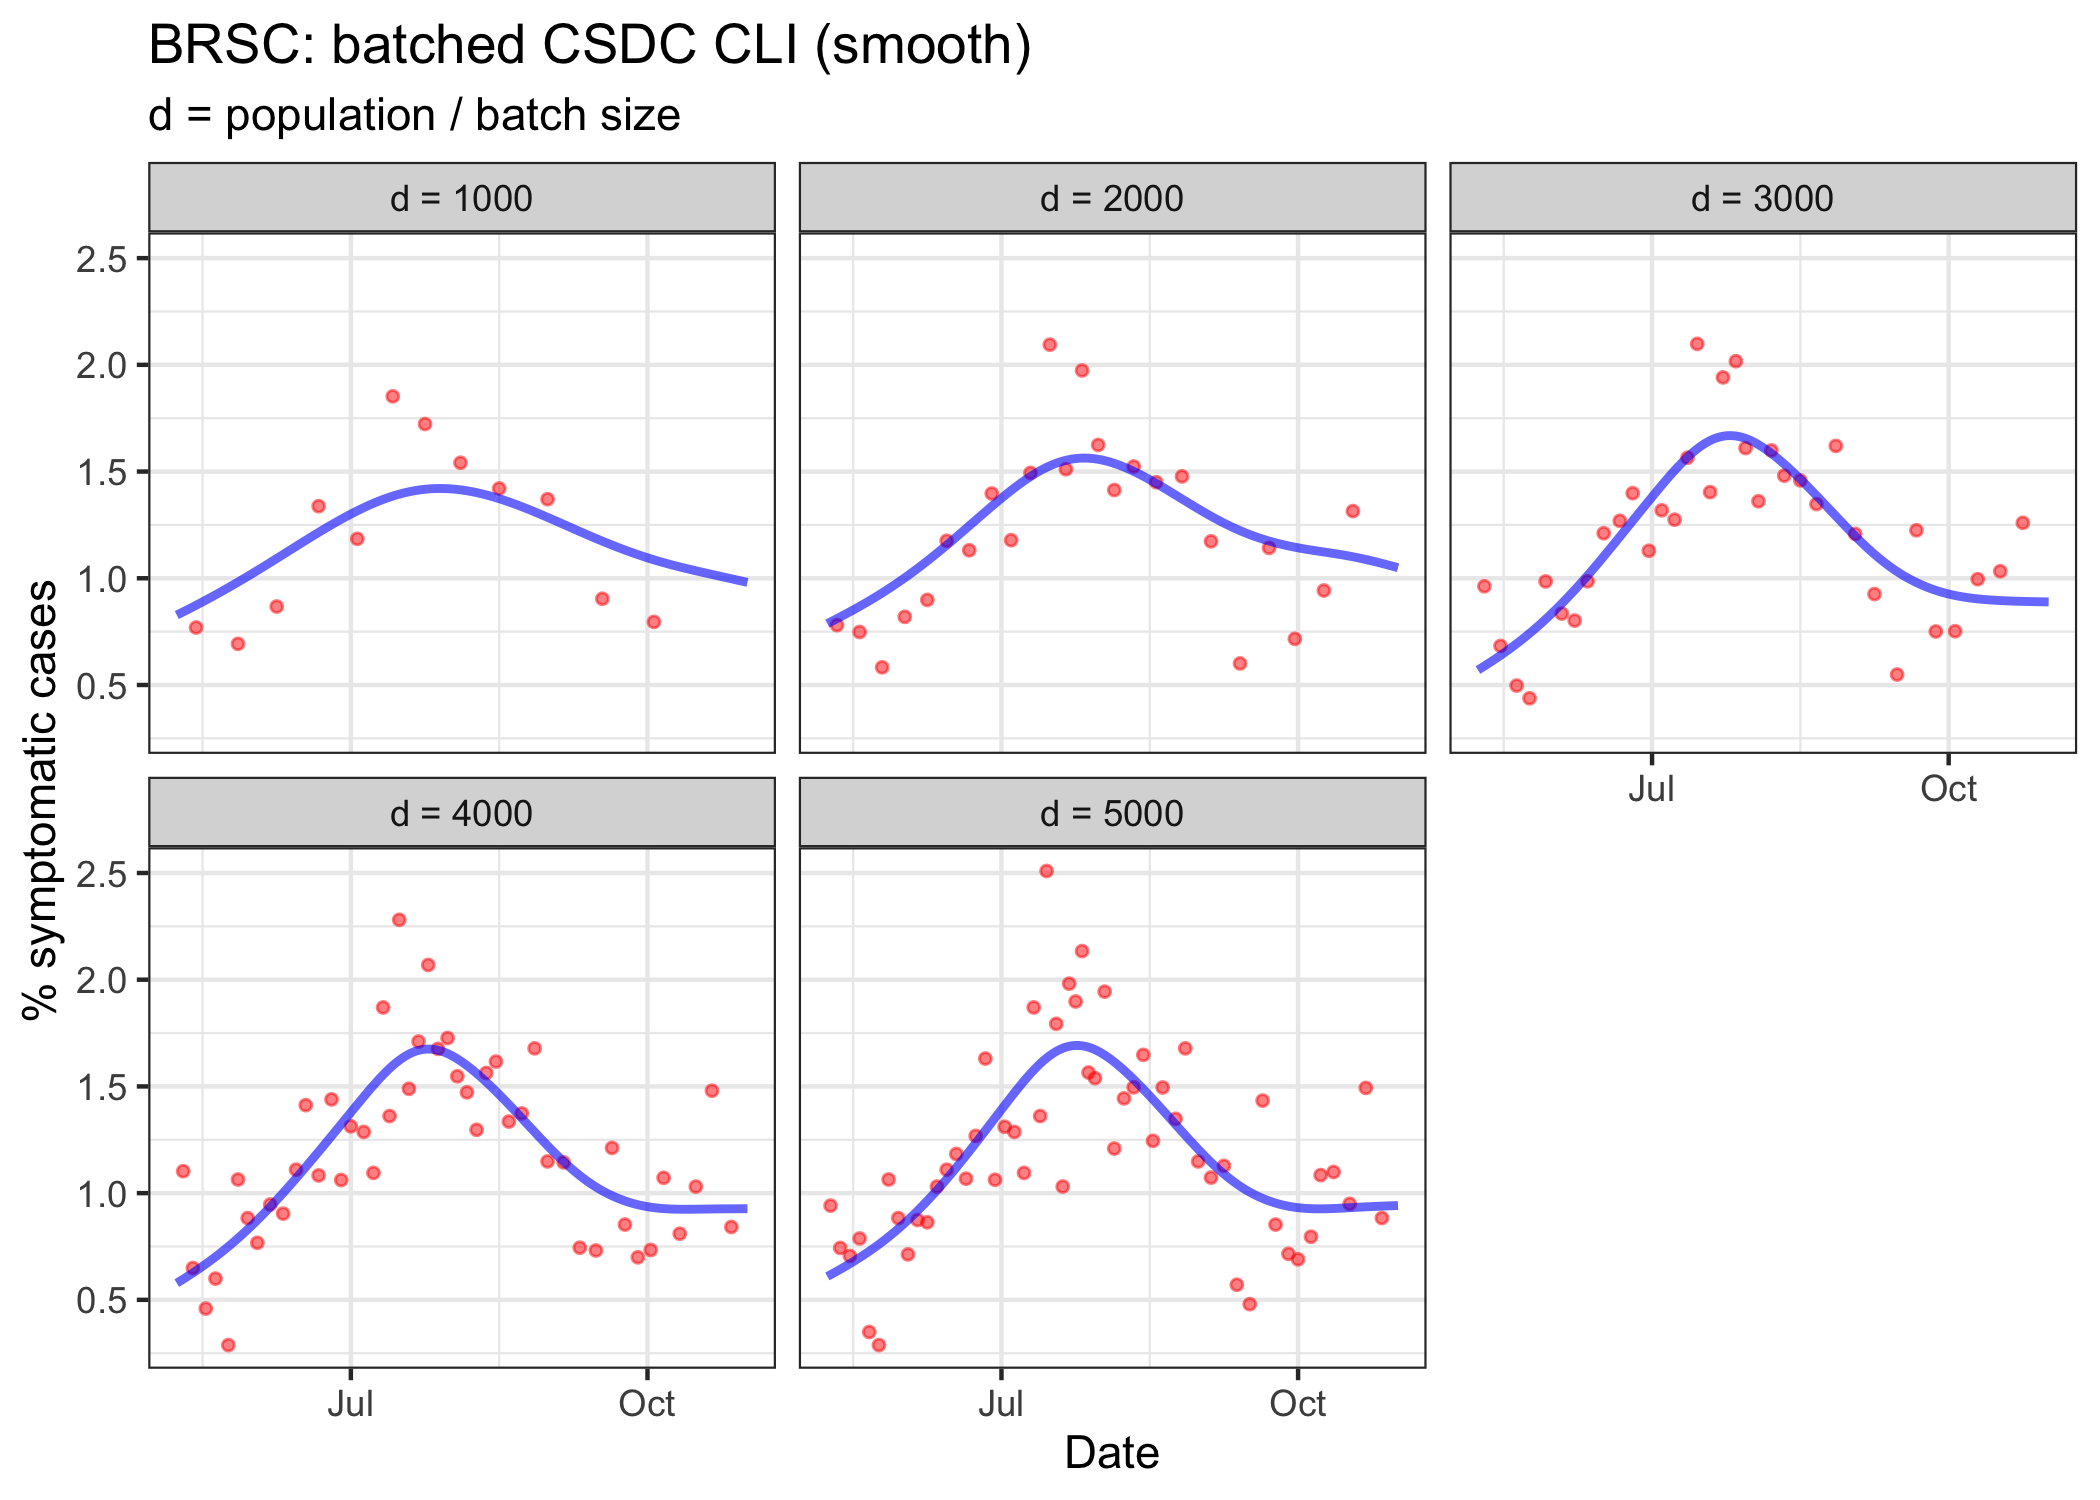 BRSC: batched CSDC CLI (smooth)
d = population / batch size
d = 1000
d = 2000
d = 3000
2.5
2.0
1.5
1.0
0.5
Jul
Oct
d = 4000
d = 5000
2.5
2.0
1.5
1.0
0.5
Jul
Oct
Jul
Oct
% symptomatic cases
Date